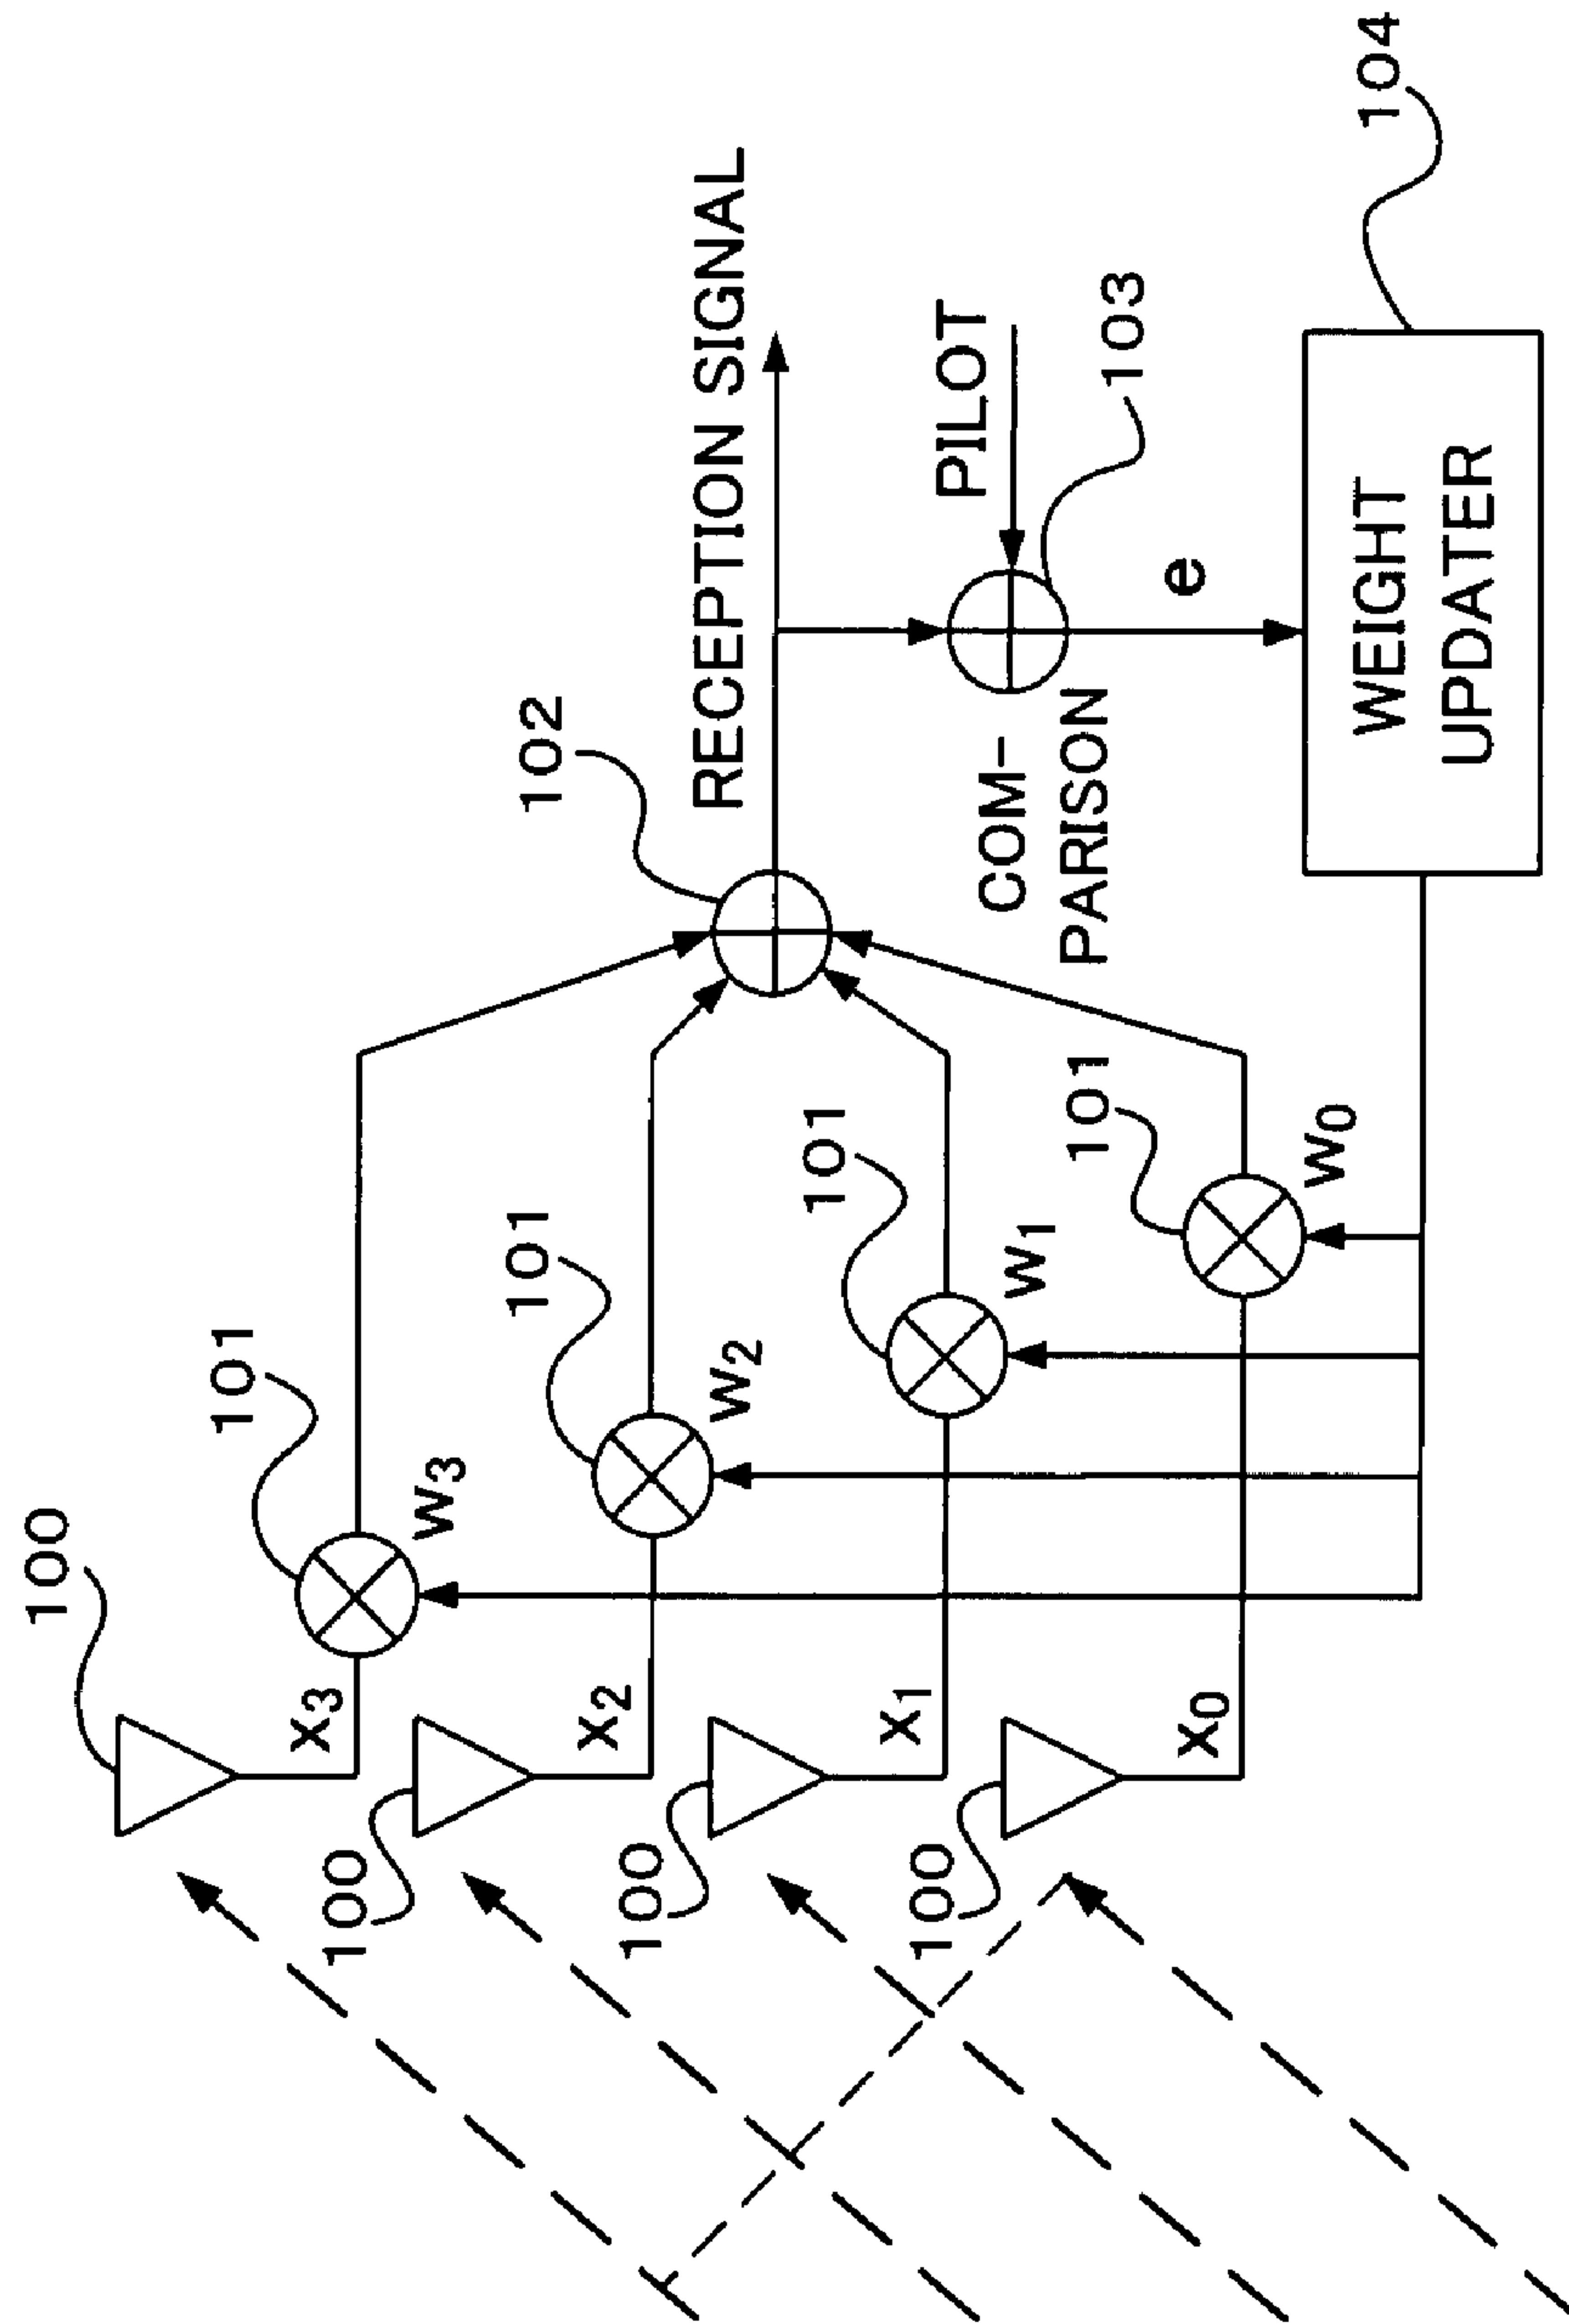 100
101
101
101
101
102
RECEPTION SIGNAL
PILOT
103
104
COM-
PARISON
e
WEIGHT
UPDATER
w3
w2
w1
w0
x3
x2
x1
x0
100
100
100